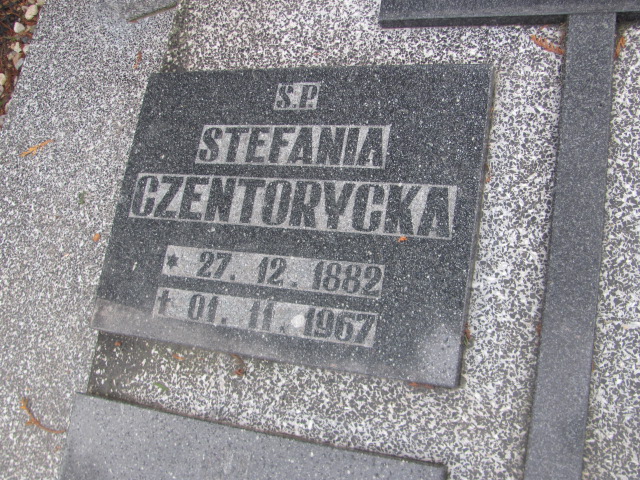 S.P.
STEFANIA
CZENTORYCKA
* 27. 12. 1882
† 01. 11. 1967